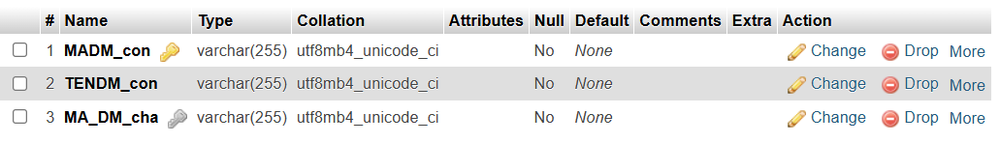 # Name Type Collation Attributes Null Default Comments Extra Action
1 MADM_con varchar(255) utf8mb4_unicode_ci No None Change Drop More
2 TENDM_con varchar(255) utf8mb4_unicode_ci No None Change Drop More
3 MA_DM_cha varchar(255) utf8mb4_unicode_ci No None Change Drop More